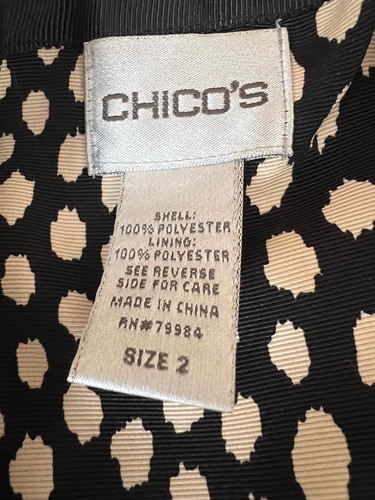 CHICO'S
SHELL:
100% POLYESTER
LINING:
100% POLYESTER
SEE REVERSE
SIDE FOR CARE
MADE IN CHINA
RN#79984
SIZE 2